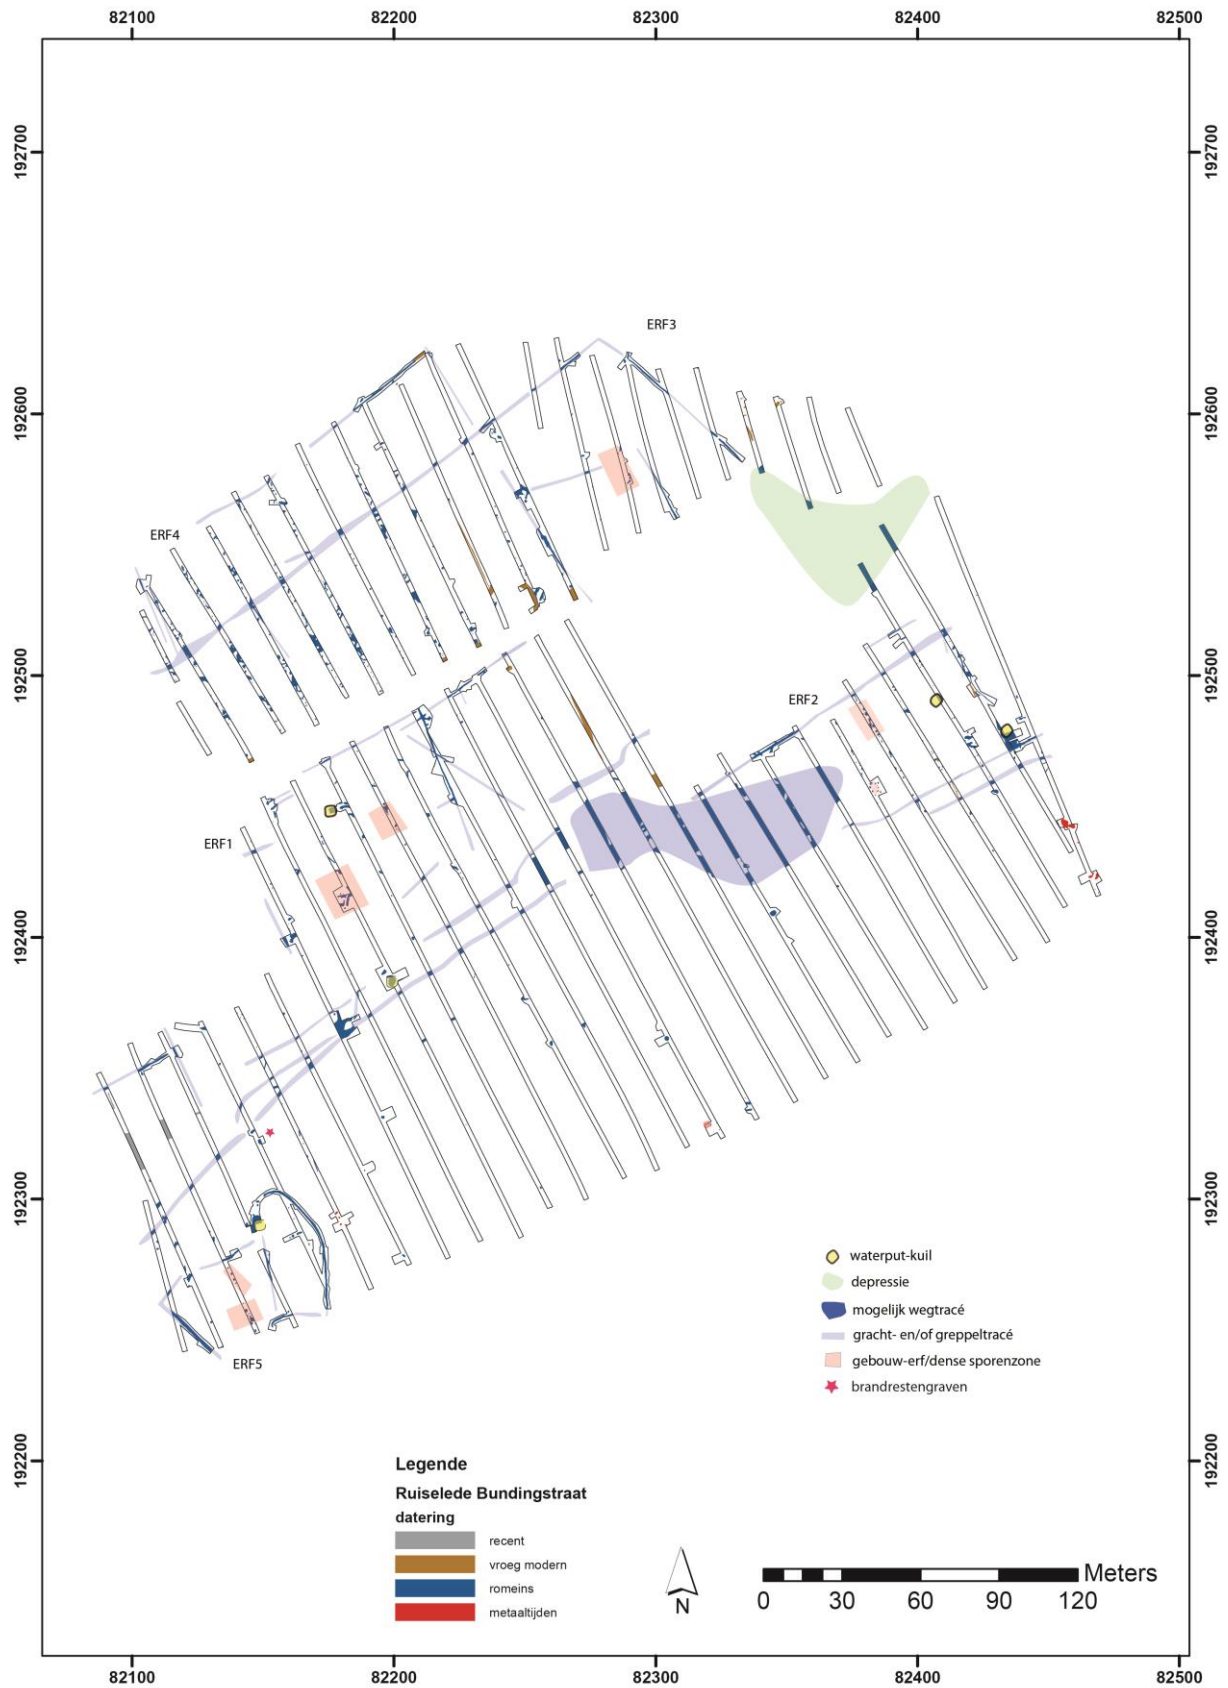 82100 82200 82300 82400 82500
192700 192700
ERF3
192600 192600
ERF4
192500 192500
ERF2
ERF1
192400 192400
192300 192300
waterput-kuil
depressie
mogelijk wegtracé
gracht- en/of greppeltracé
gebouw-erf/dense sporenzone
ERF5
brandrestengraven
192200 192200
Legende
Ruiselede Bundingstraat
datering
recent
vroeg modern
romeins
metaaltijden
N
Meters
0 30 60 90 120
82100 82200 82300 82400 82500